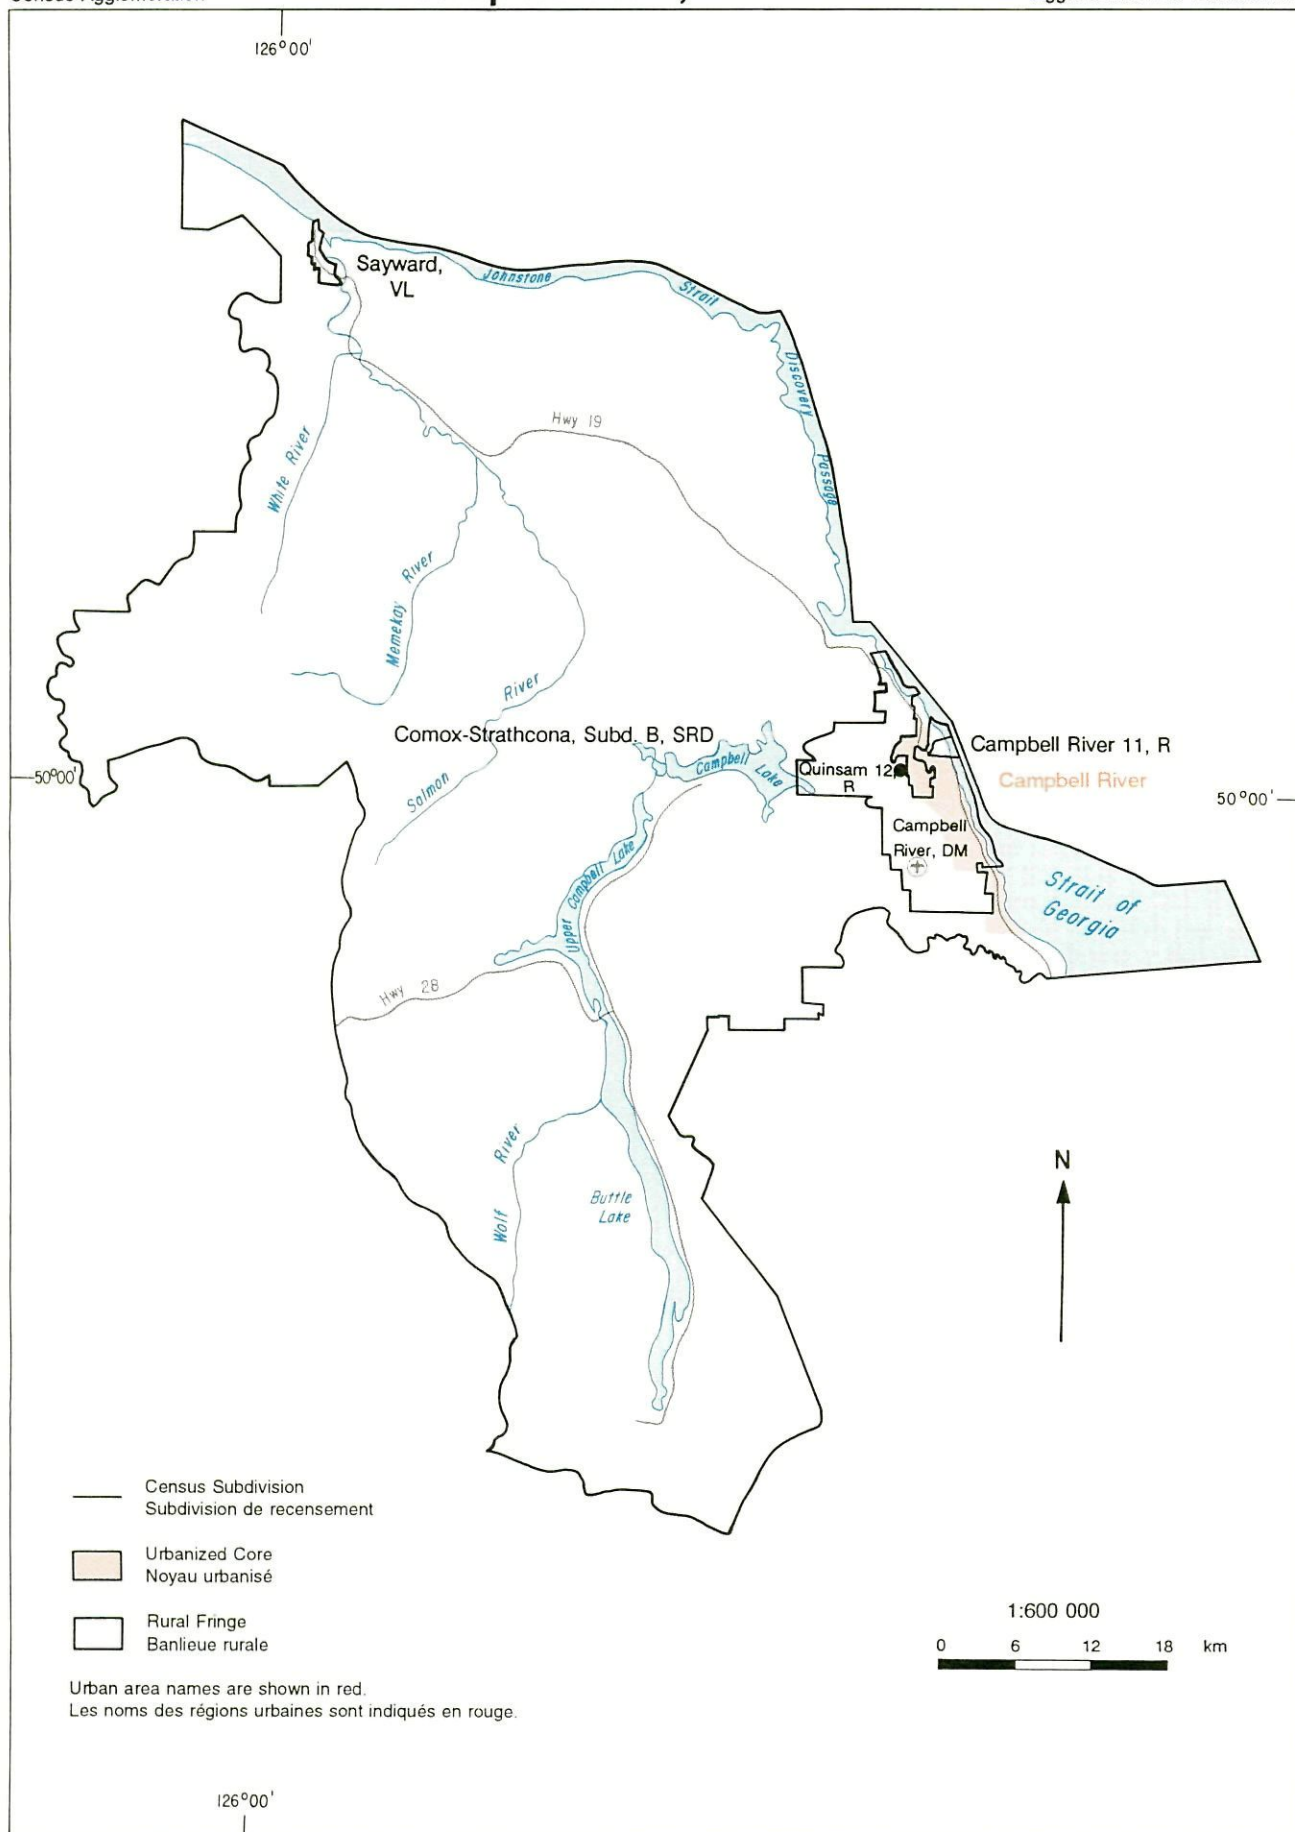 126°00'
Sayward,
VL
Johnstone
Strait
Discovery
Passage
Hwy 19
White River
Memekay River
River
Salmon
Comox-Strathcona, Subd. B, SRD
Campbell
Lake
Quinsam 12,
R
Campbell River 11, R
Campbell River
50°00'
50°00'
Campbell
River, DM
Upper Campbell Lake
Strait of
Georgia
Hwy 28
Wolf River
Buttle
Lake
N
Census Subdivision
Subdivision de recensement
Urbanized Core
Noyau urbanisé
Rural Fringe
Banlieue rurale
Urban area names are shown in red.
Les noms des régions urbaines sont indiqués en rouge.
1:600 000
0 6 12 18 km
126°00'